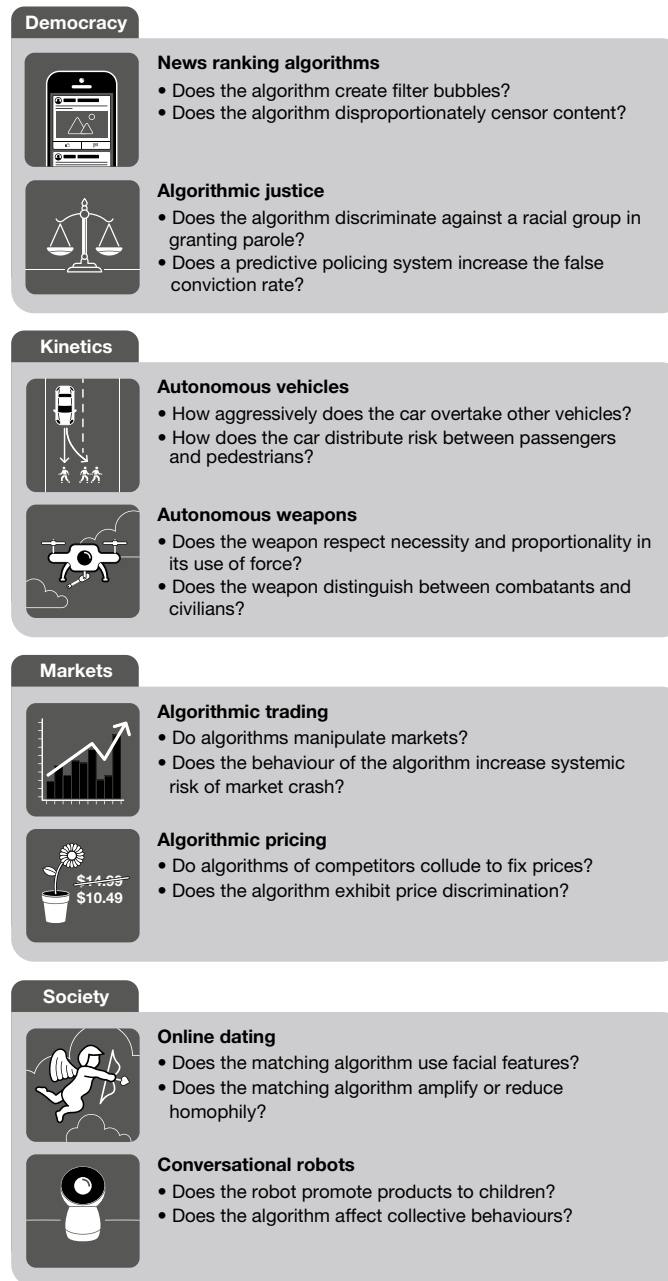 Democracy
News ranking algorithms
• Does the algorithm create filter bubbles?
• Does the algorithm disproportionately censor content?
Algorithmic justice
• Does the algorithm discriminate against a racial group in
granting parole?
• Does a predictive policing system increase the false
conviction rate?
Kinetics
Autonomous vehicles
• How aggressively does the car overtake other vehicles?
• How does the car distribute risk between passengers
and pedestrians?
Autonomous weapons
• Does the weapon respect necessity and proportionality in
its use of force?
• Does the weapon distinguish between combatants and
civilians?
Markets
Algorithmic trading
• Do algorithms manipulate markets?
• Does the behaviour of the algorithm increase systemic
risk of market crash?
Algorithmic pricing
• Do algorithms of competitors collude to fix prices?
• Does the algorithm exhibit price discrimination?
$14.99
$10.49
Society
Online dating
• Does the matching algorithm use facial features?
• Does the matching algorithm amplify or reduce
homophily?
Conversational robots
• Does the robot promote products to children?
• Does the algorithm affect collective behaviours?